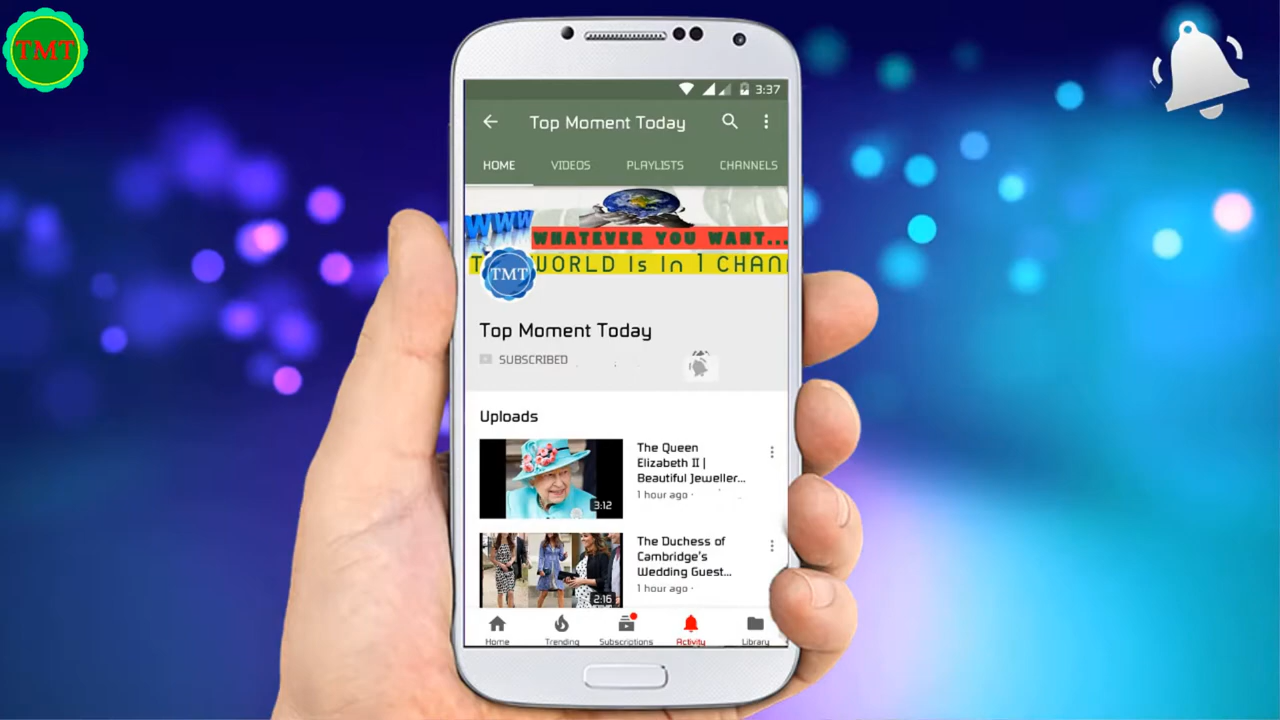 TMT
3:37
Top Moment Today
HOME VIDEOS PLAYLISTS CHANNELS
WWW
WHATEVER YOU WANT...
WORLD Is In 1 CHAN
TMT
Top Moment Today
SUBSCRIBED
Uploads
The Queen
Elizabeth II |
Beautiful Jeweller...
1 hour ago ·
3:12
The Duchess of
Cambridge's
Wedding Guest...
1 hour ago ·
2:16
Home Trending Subscriptions Activity Library